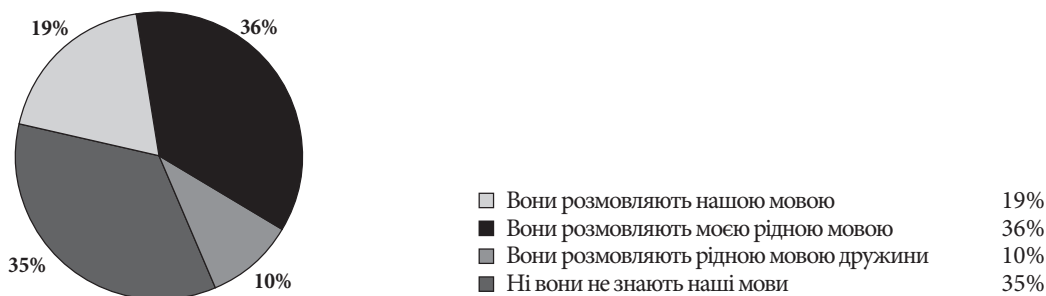 19%
36%
35%
10%
Вони розмовляють нашою мовою 19%
Вони розмовляють моєю рідною мовою 36%
Вони розмовляють рідною мовою дружини 10%
Ні вони не знають наші мови 35%